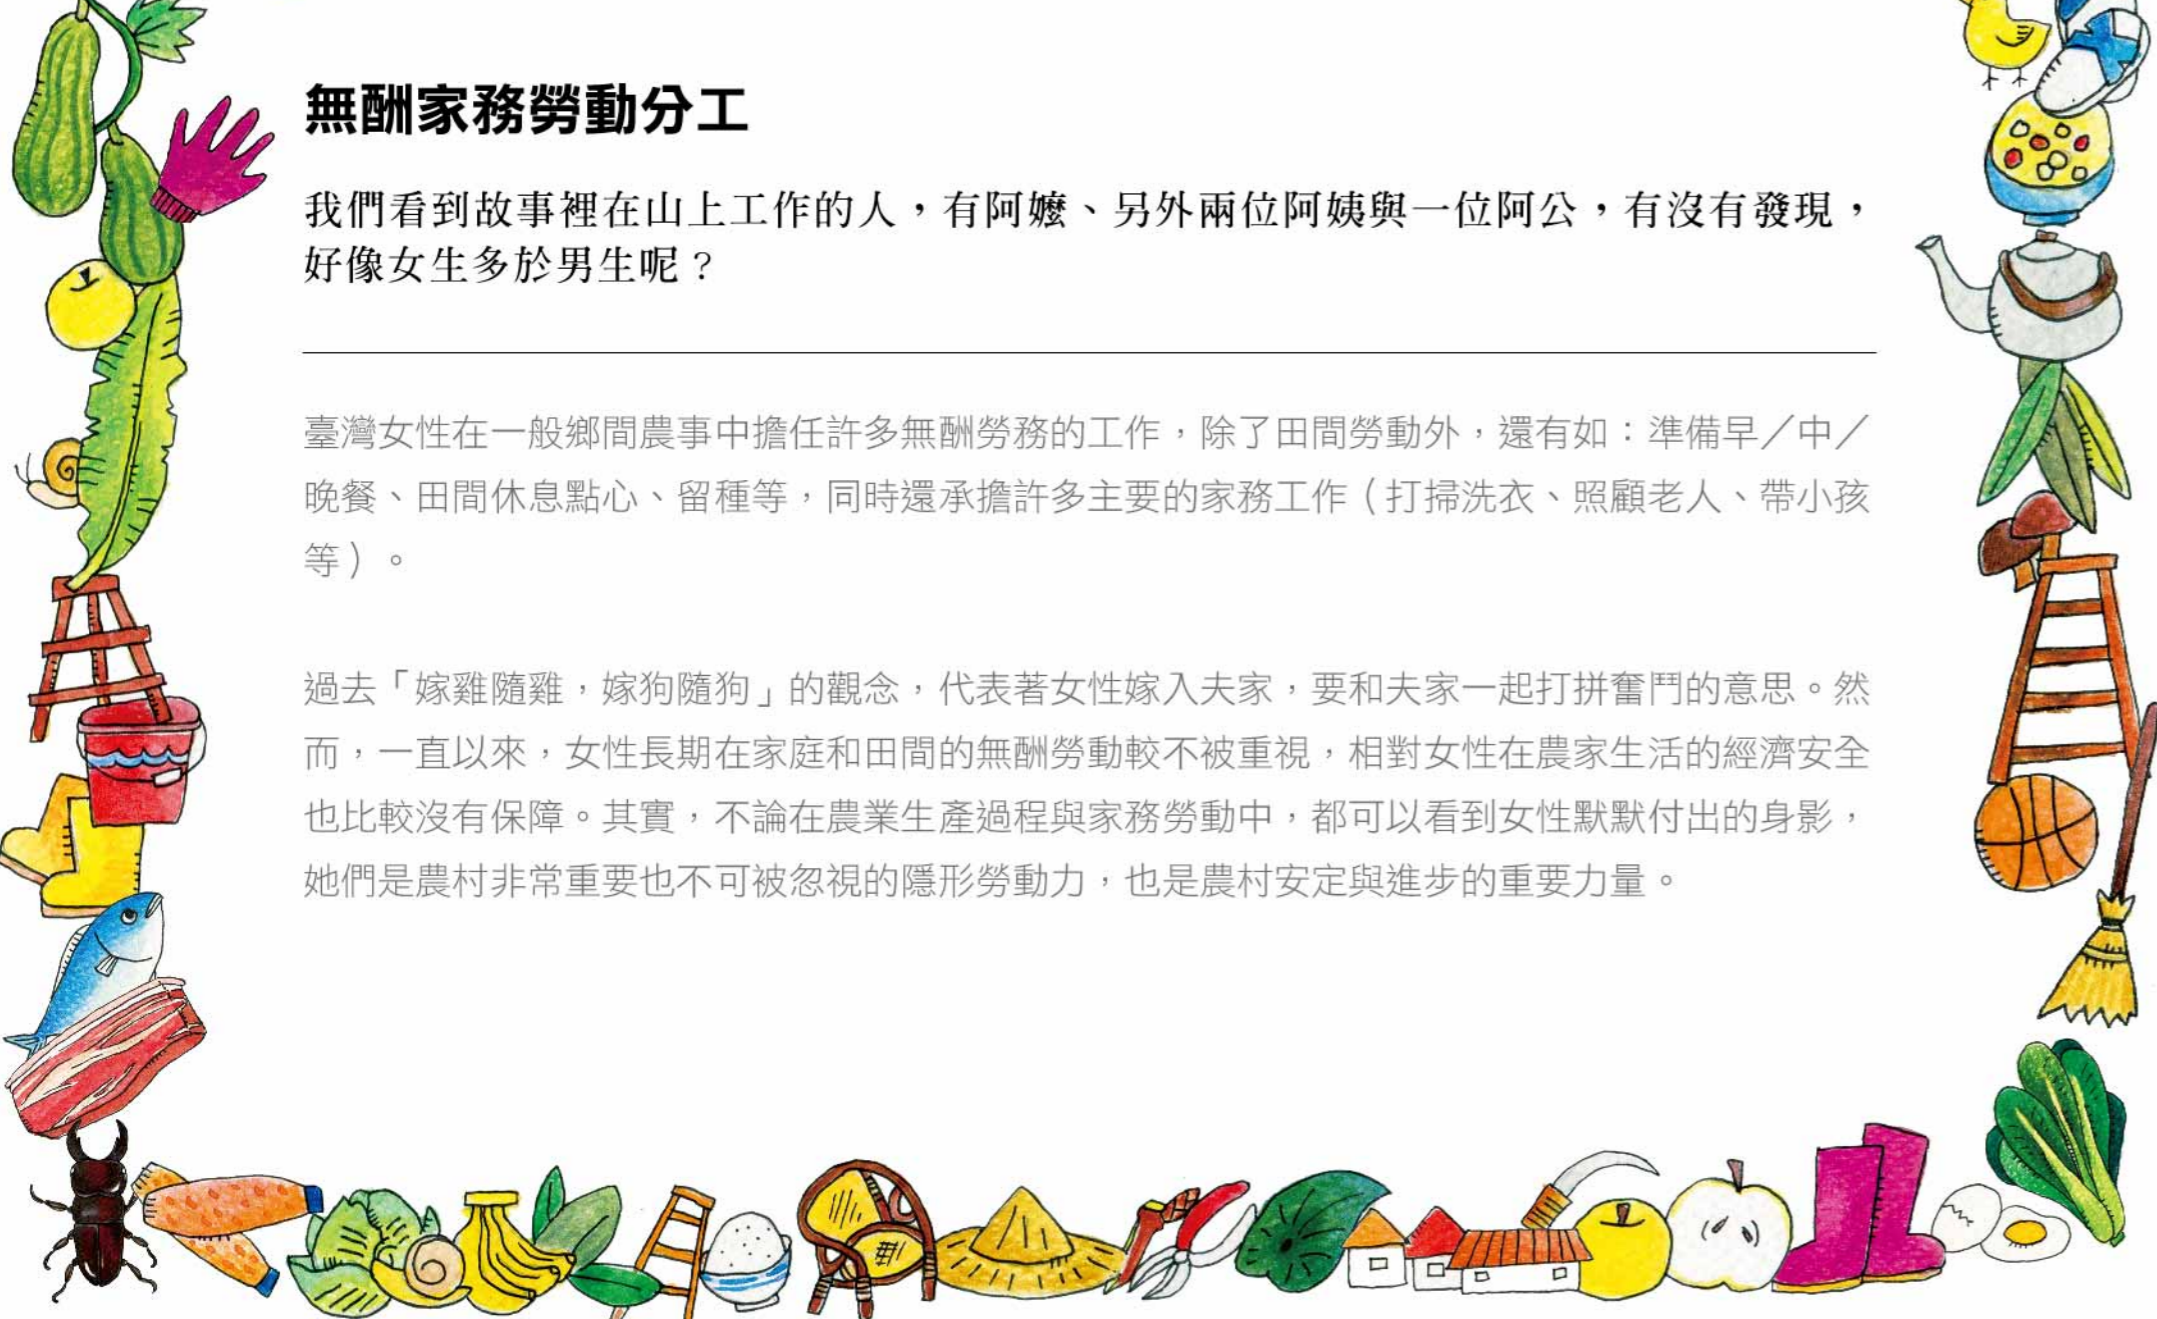 無酬家務勞動分工
我們看到故事裡在山上工作的人，有阿嬤、另外兩位阿姨與一位阿公，有沒有發現，
好像女生多於男生呢？
臺灣女性在一般鄉間農事中擔任許多無酬勞務的工作，除了田間勞動外，還有如：準備早／中／
晚餐、田間休息點心、留種等，同時還承擔許多主要的家務工作（打掃洗衣、照顧老人、帶小孩
等）。
過去「嫁雞隨雞，嫁狗隨狗」的觀念，代表著女性嫁入夫家，要和夫家一起打拼奮鬥的意思。然
而，一直以來，女性長期在家庭和田間的無酬勞動較不被重視，相對女性在農家生活的經濟安全
也比較沒有保障。其實，不論在農業生產過程與家務勞動中，都可以看到女性默默付出的身影，
她們是農村非常重要也不可被忽視的隱形勞動力，也是農村安定與進步的重要力量。